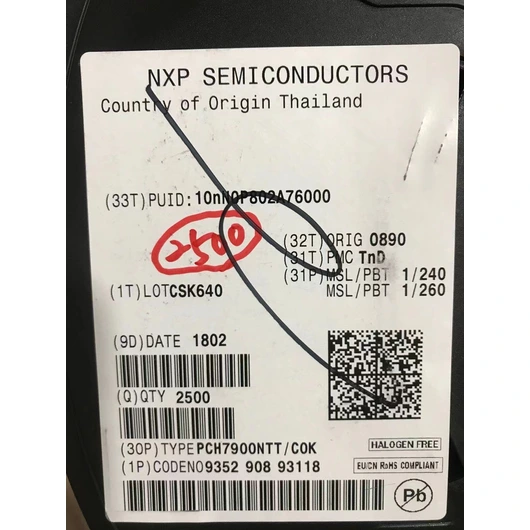 NXP SEMICONDUCTORS
Country of Origin Thailand
(33T)PUID: 10nN0P802A76000
2500
(32T)ORIG 0890
(31T)PMC TnD
(31P)MSL/PBT 1/240
MSL/PBT 1/260
(1T)LOTCSK640
(9D)DATE 1802
(Q)QTY 2500
(30P)TYPEPCH7900NTT/C0K
(1P)CODENO9352 908 93118
HALOGEN FREE
EU/CN RoHS COMPLIANT
Pb